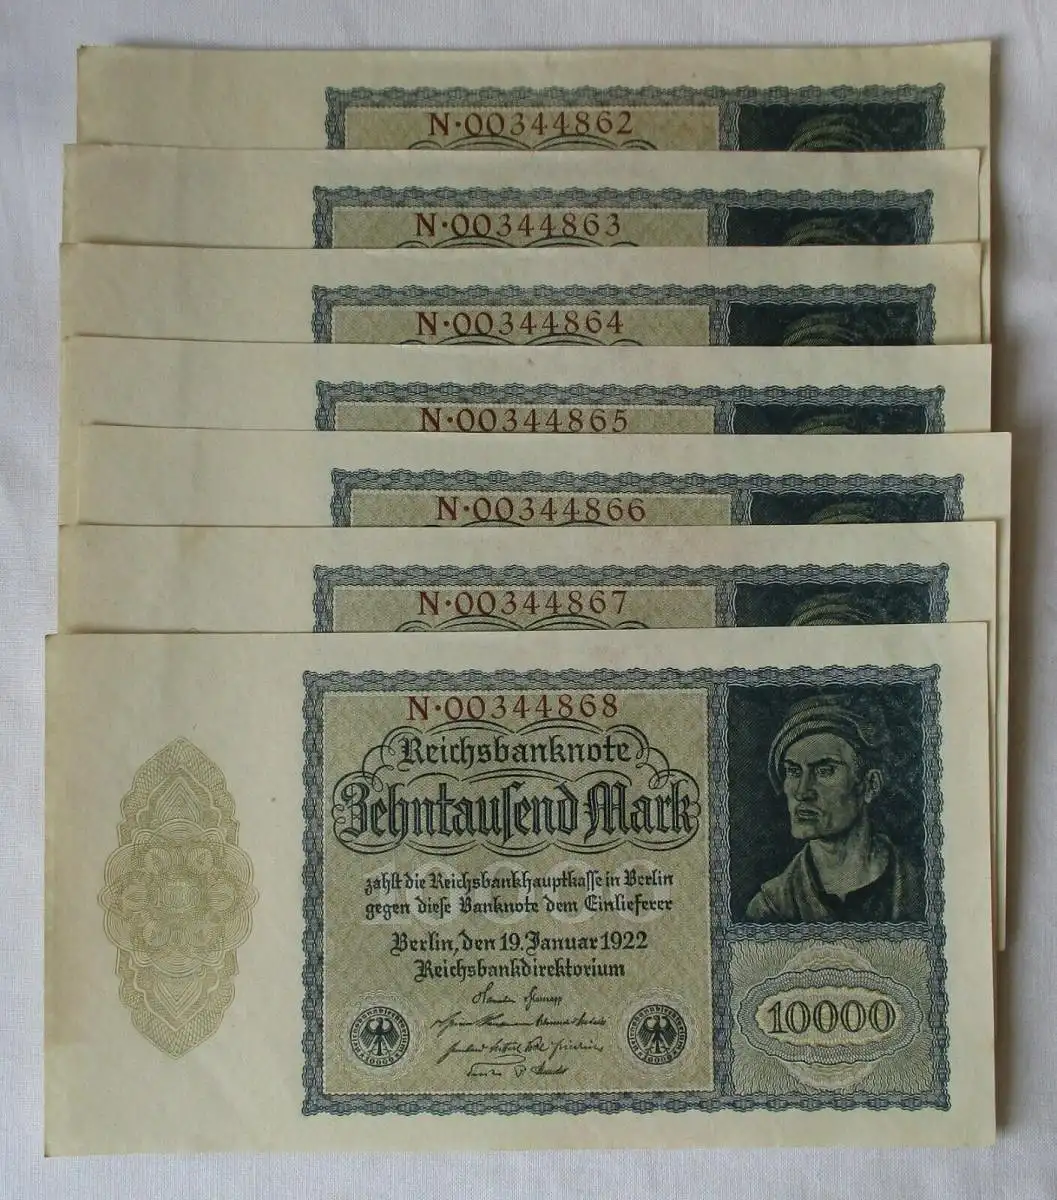 N·00344862
N·00344863
N·00344864
N·00344865
N·00344866
N·00344867
N·00344868
Reichsbanknote
Zehntausend Mark
10000
zahlt die Reichsbankhauptkasse in Berlin
gegen diese Banknote dem Einlieferer
Berlin, den 19. Januar 1922
Reichsbankdirektorium
10000